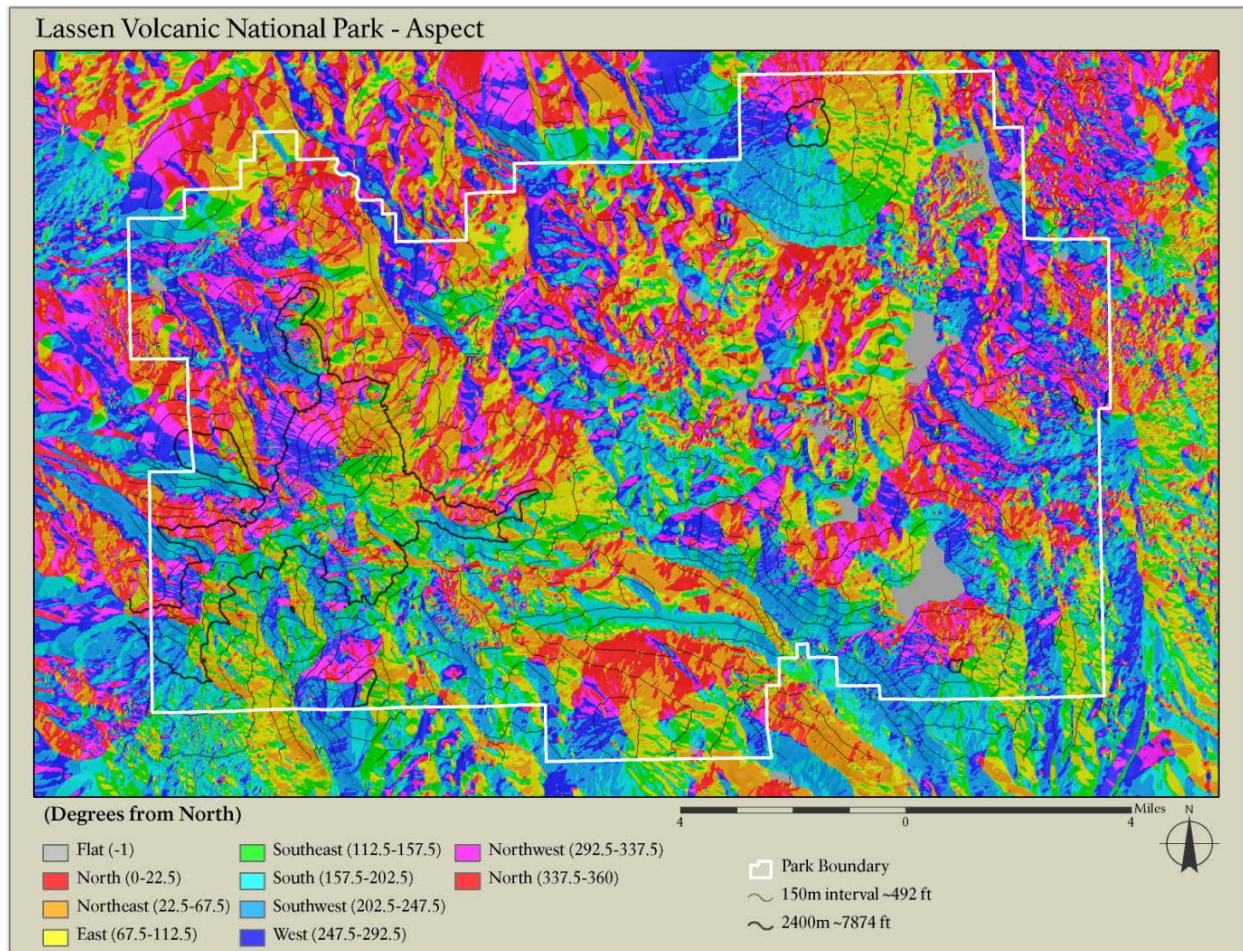 Lassen Volcanic National Park - Aspect
(Degrees from North)
Flat (-1)
North (0-22.5)
Northeast (22.5-67.5)
East (67.5-112.5)
Southeast (112.5-157.5)
South (157.5-202.5)
Southwest (202.5-247.5)
West (247.5-292.5)
Northwest (292.5-337.5)
North (337.5-360)
4 0 4 Miles
N
Park Boundary
150m interval ~492 ft
2400m ~7874 ft